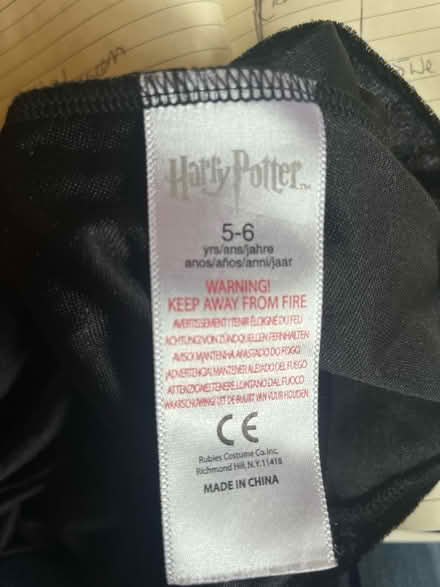 Harry Potter™
5-6
yrs/ans/jahre
anos/años/anni/jaar
WARNING!
KEEP AWAY FROM FIRE
AVERTISSEMENT! TENIR ÉLOIGNÉ DU FEU
ACHTUNG! VON ZÜNDQUELLEN FERNHALTEN
AVISO! MANTENHA AFASTADO DO FOGO
¡ADVERTENCIA! MANTENER ALEJADO DEL FUEGO
ATTENZIONE! TENERE LONTANO DAL FUOCO
WAARSCHUWING! UIT DE BUURT VAN VUUR HOUDEN
CE
Rubies Costume Co. Inc.
Richmond Hill, N.Y. 11418
MADE IN CHINA